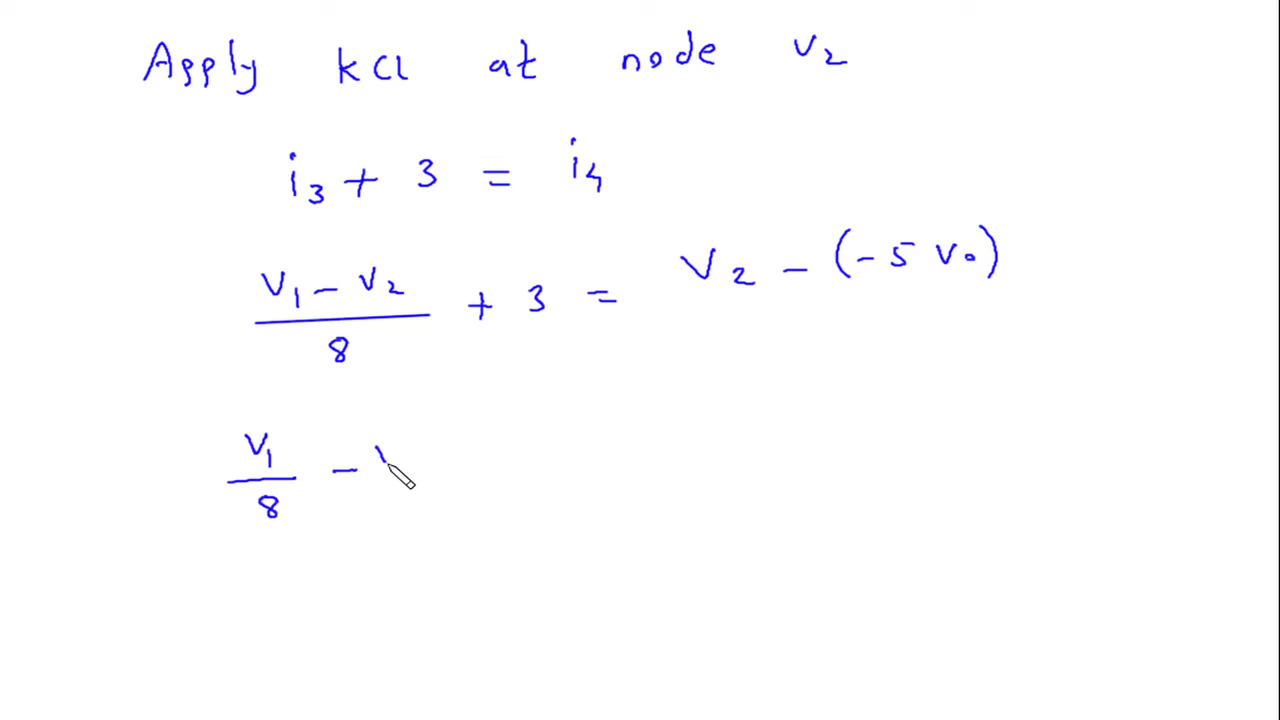 Apply kCl at node v2
i3 + 3 = i4
(v1 - v2)/8 + 3 = v2 - (-5 v0)
v1/8 -